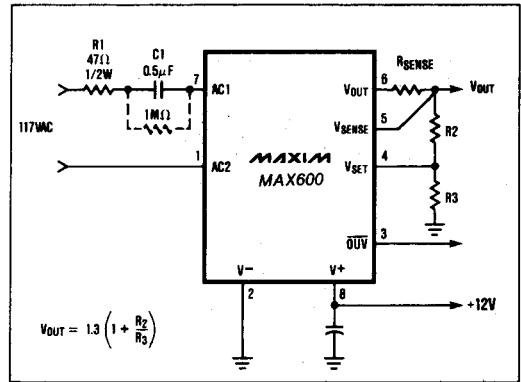 R1
47Ω
1/2W
C1
0.5μF
1MΩ
117VAC
7
AC1
1
AC2
MAXIM
MAX600
VOUT
6
RSENSE
VOUT
VSENSE
5
R2
VSET
4
R3
OUV
3
V−
2
V+
8
+12V
VOUT = 1.3 (1 + R2/R3)